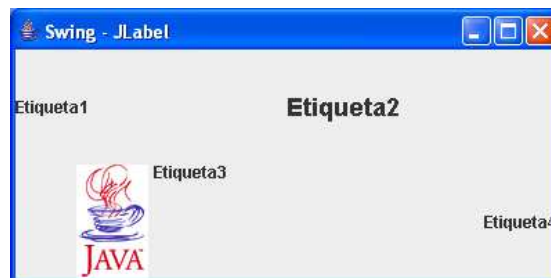 Swing - JLabel
Etiqueta1
Etiqueta2
Etiqueta3
Etiqueta4
JAVA